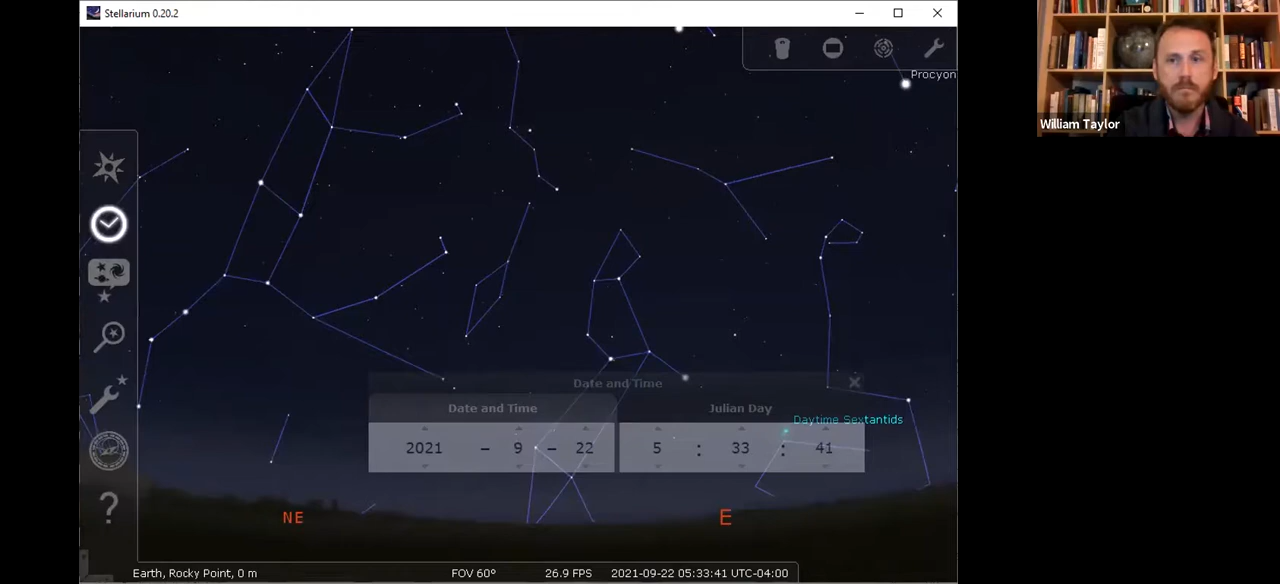 Stellarium 0.20.2
Procyon
William Taylor
Date and Time
Date and Time
Julian Day
Daytime Sextantids
2021 - 9 - 22 5 : 33 : 41
NE
E
?
Earth, Rocky Point, 0 m FOV 60° 26.9 FPS 2021-09-22 05:33:41 UTC-04:00